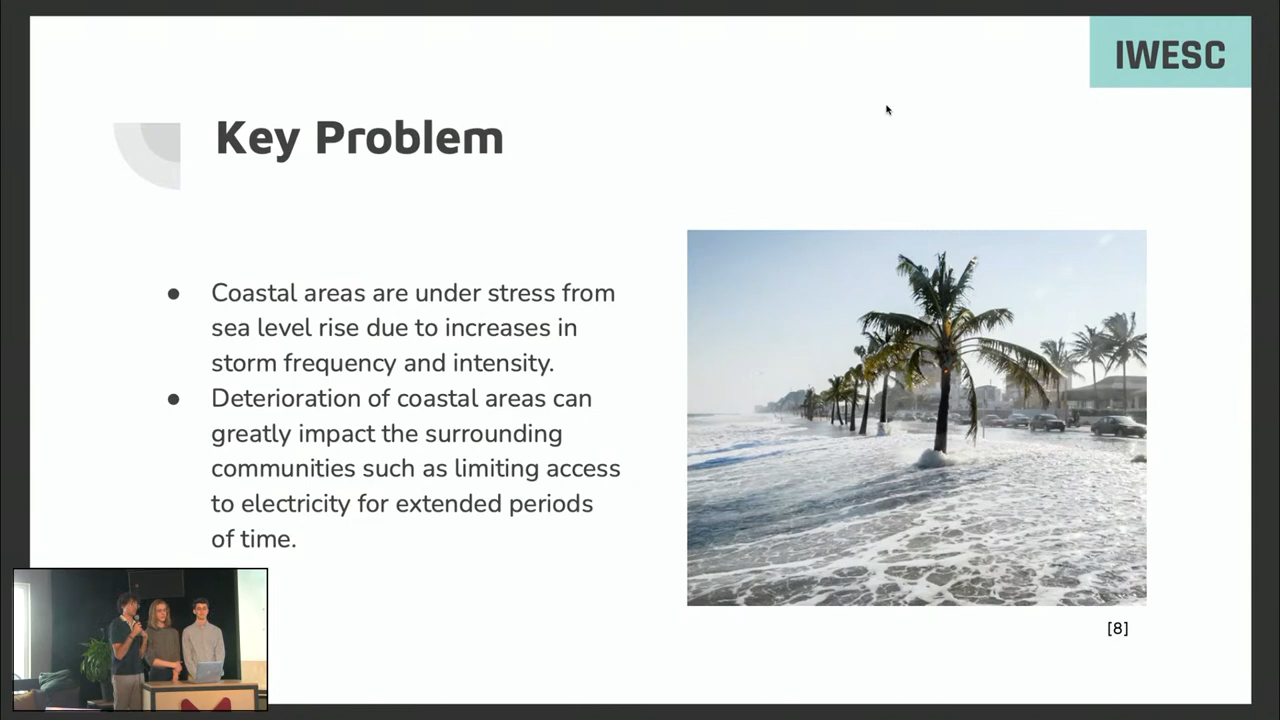 IWESC
Key Problem
● Coastal areas are under stress from
sea level rise due to increases in
storm frequency and intensity.
● Deterioration of coastal areas can
greatly impact the surrounding
communities such as limiting access
to electricity for extended periods
of time.
[8]